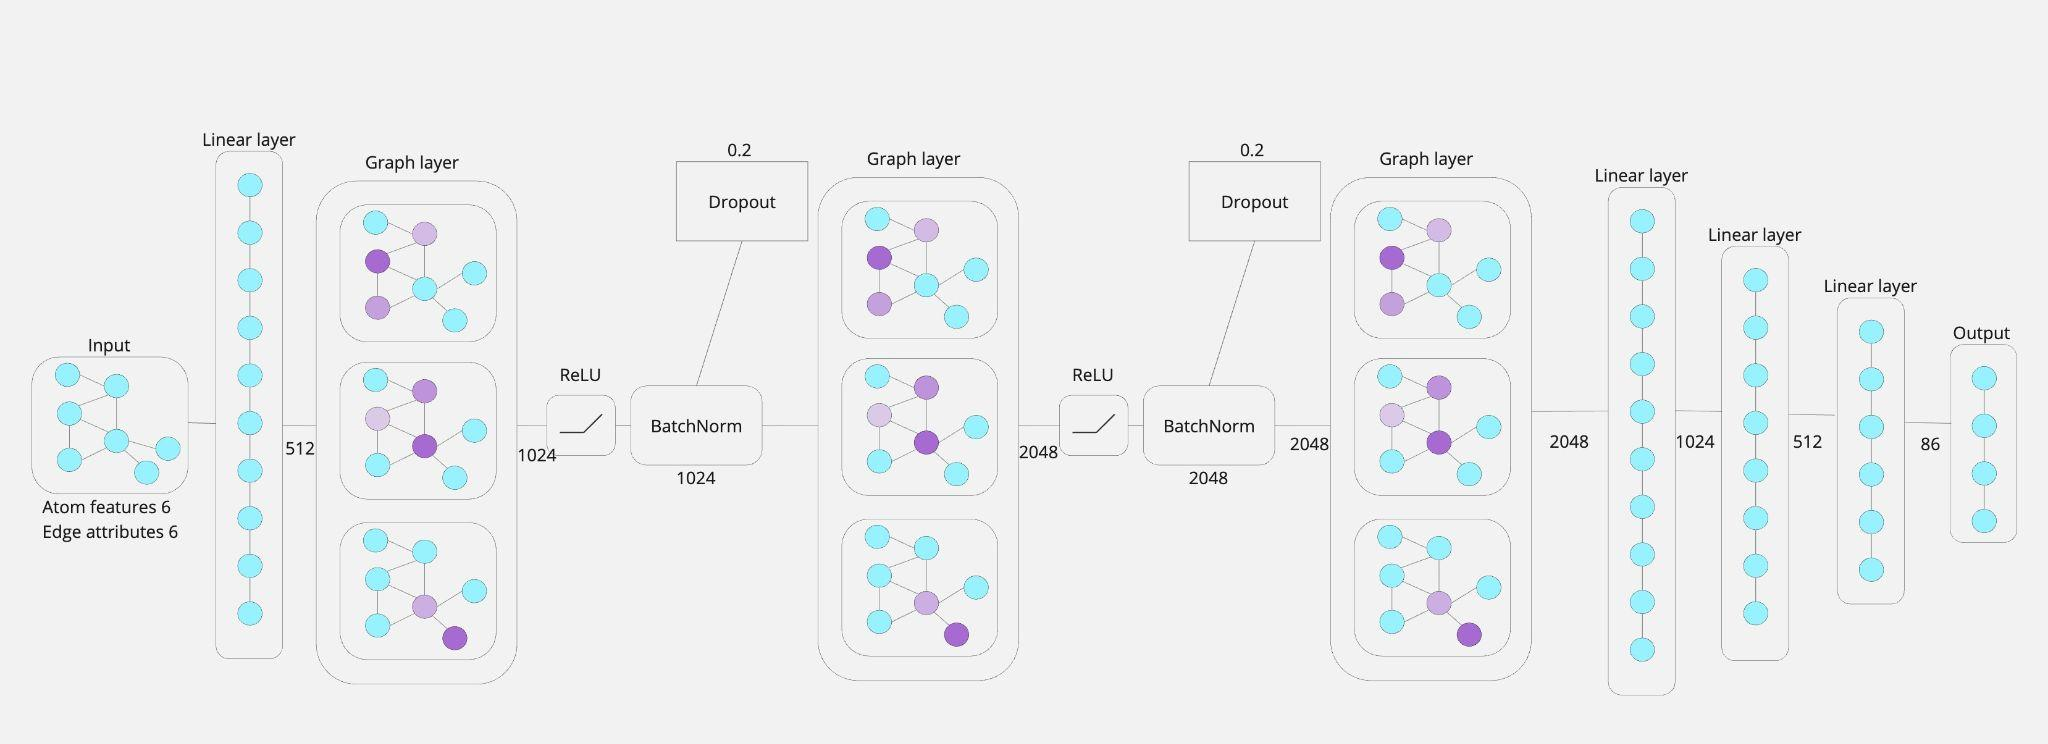 Input
Atom features 6
Edge attributes 6
Linear layer
512
Graph layer
1024
ReLU
BatchNorm
1024
0.2
Dropout
Graph layer
2048
ReLU
BatchNorm
2048
0.2
Dropout
2048
Graph layer
2048
Linear layer
1024
Linear layer
512
Linear layer
86
Output